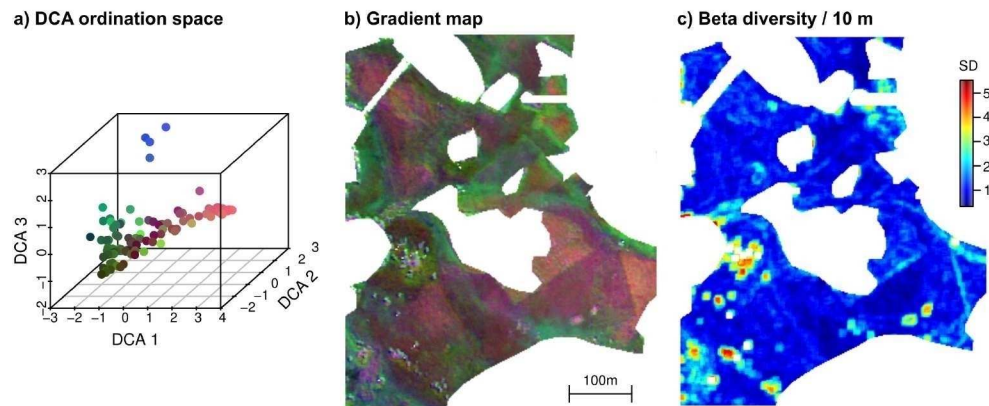 a) DCA ordination space
b) Gradient map
c) Beta diversity / 10 m
DCA 3
3
2
1
0
−1
−2
−3 −2 −1 0 1 2 3 4
DCA 1
−2 −1 0 1 2 3
DCA 2
100m
SD
5
4
3
2
1